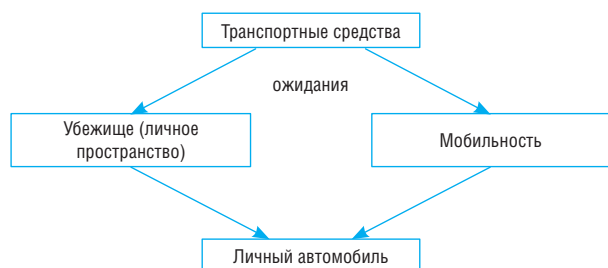 Транспортные средства
ожидания
Убежище (личное
пространство)
Мобильность
Личный автомобиль